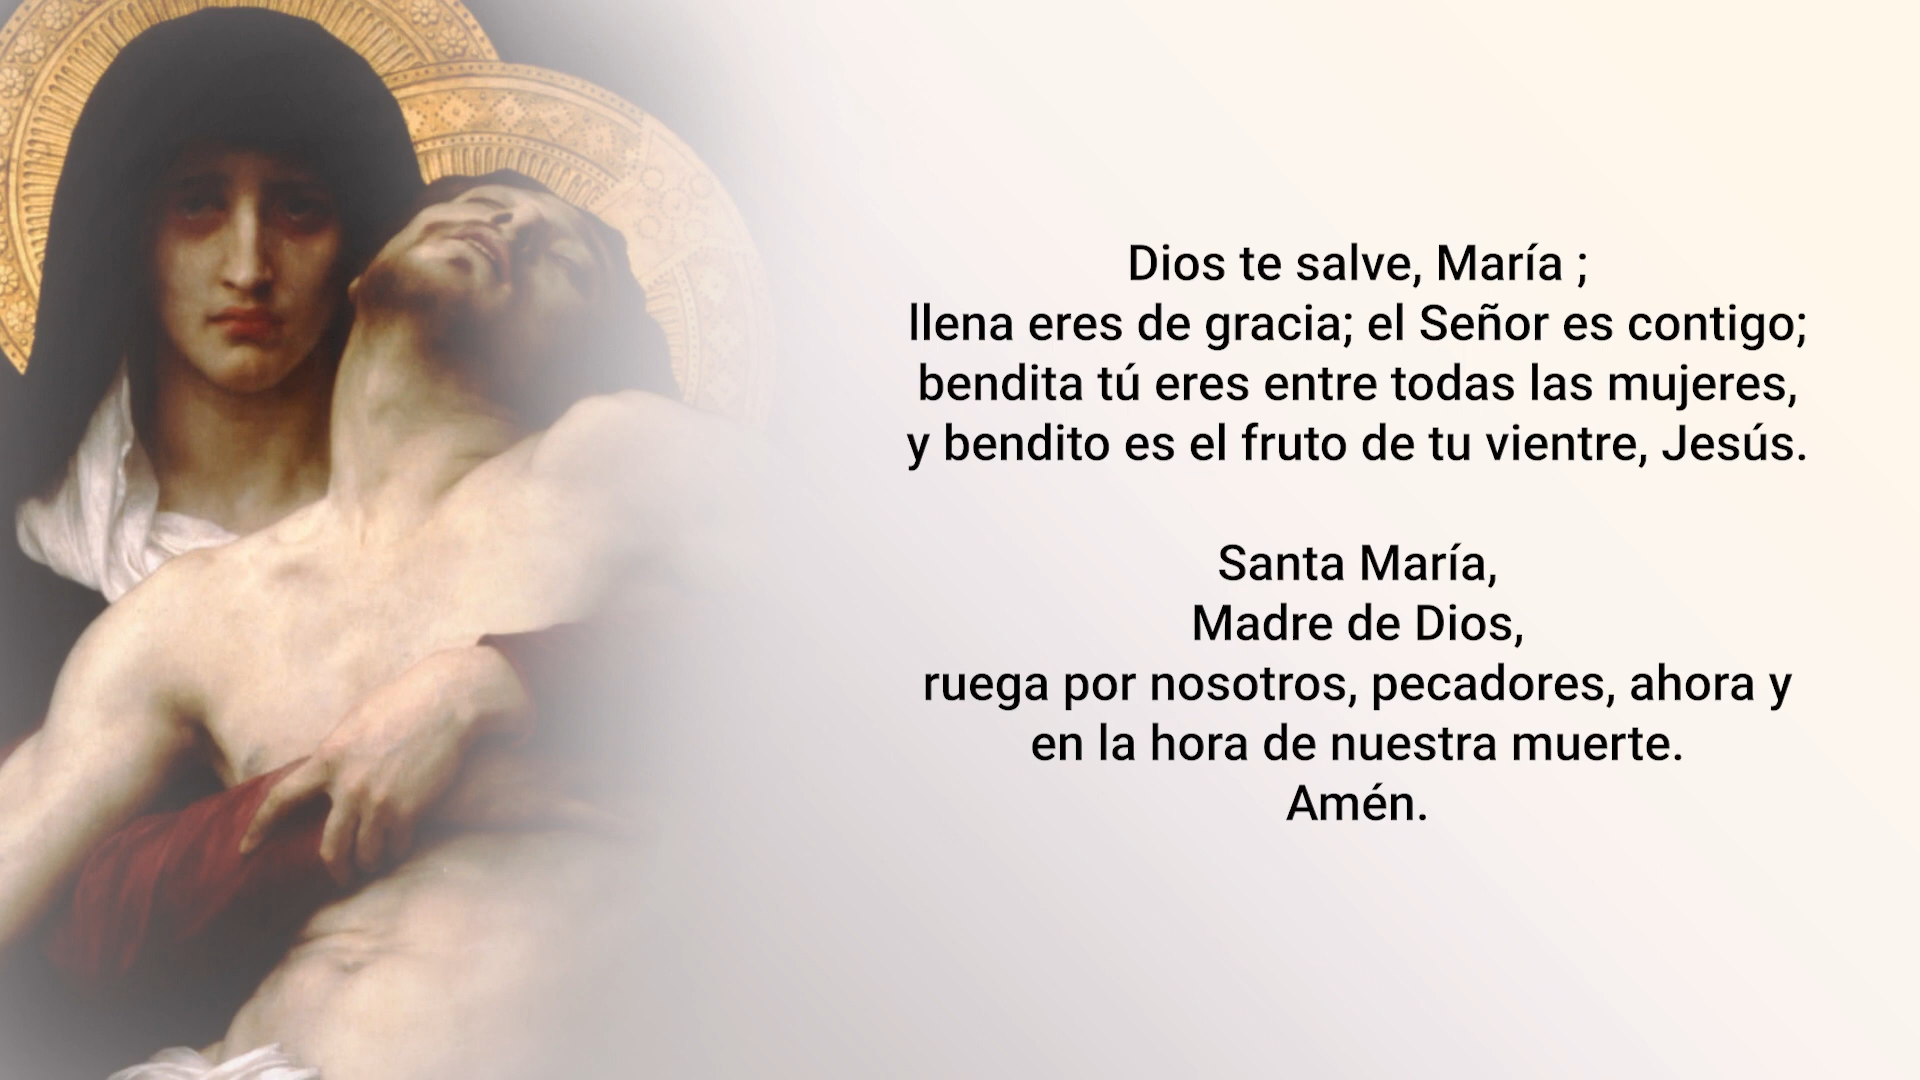 Dios te salve, María ;
llena eres de gracia; el Señor es contigo;
bendita tú eres entre todas las mujeres,
y bendito es el fruto de tu vientre, Jesús.
Santa María,
Madre de Dios,
ruega por nosotros, pecadores, ahora y
en la hora de nuestra muerte.
Amén.